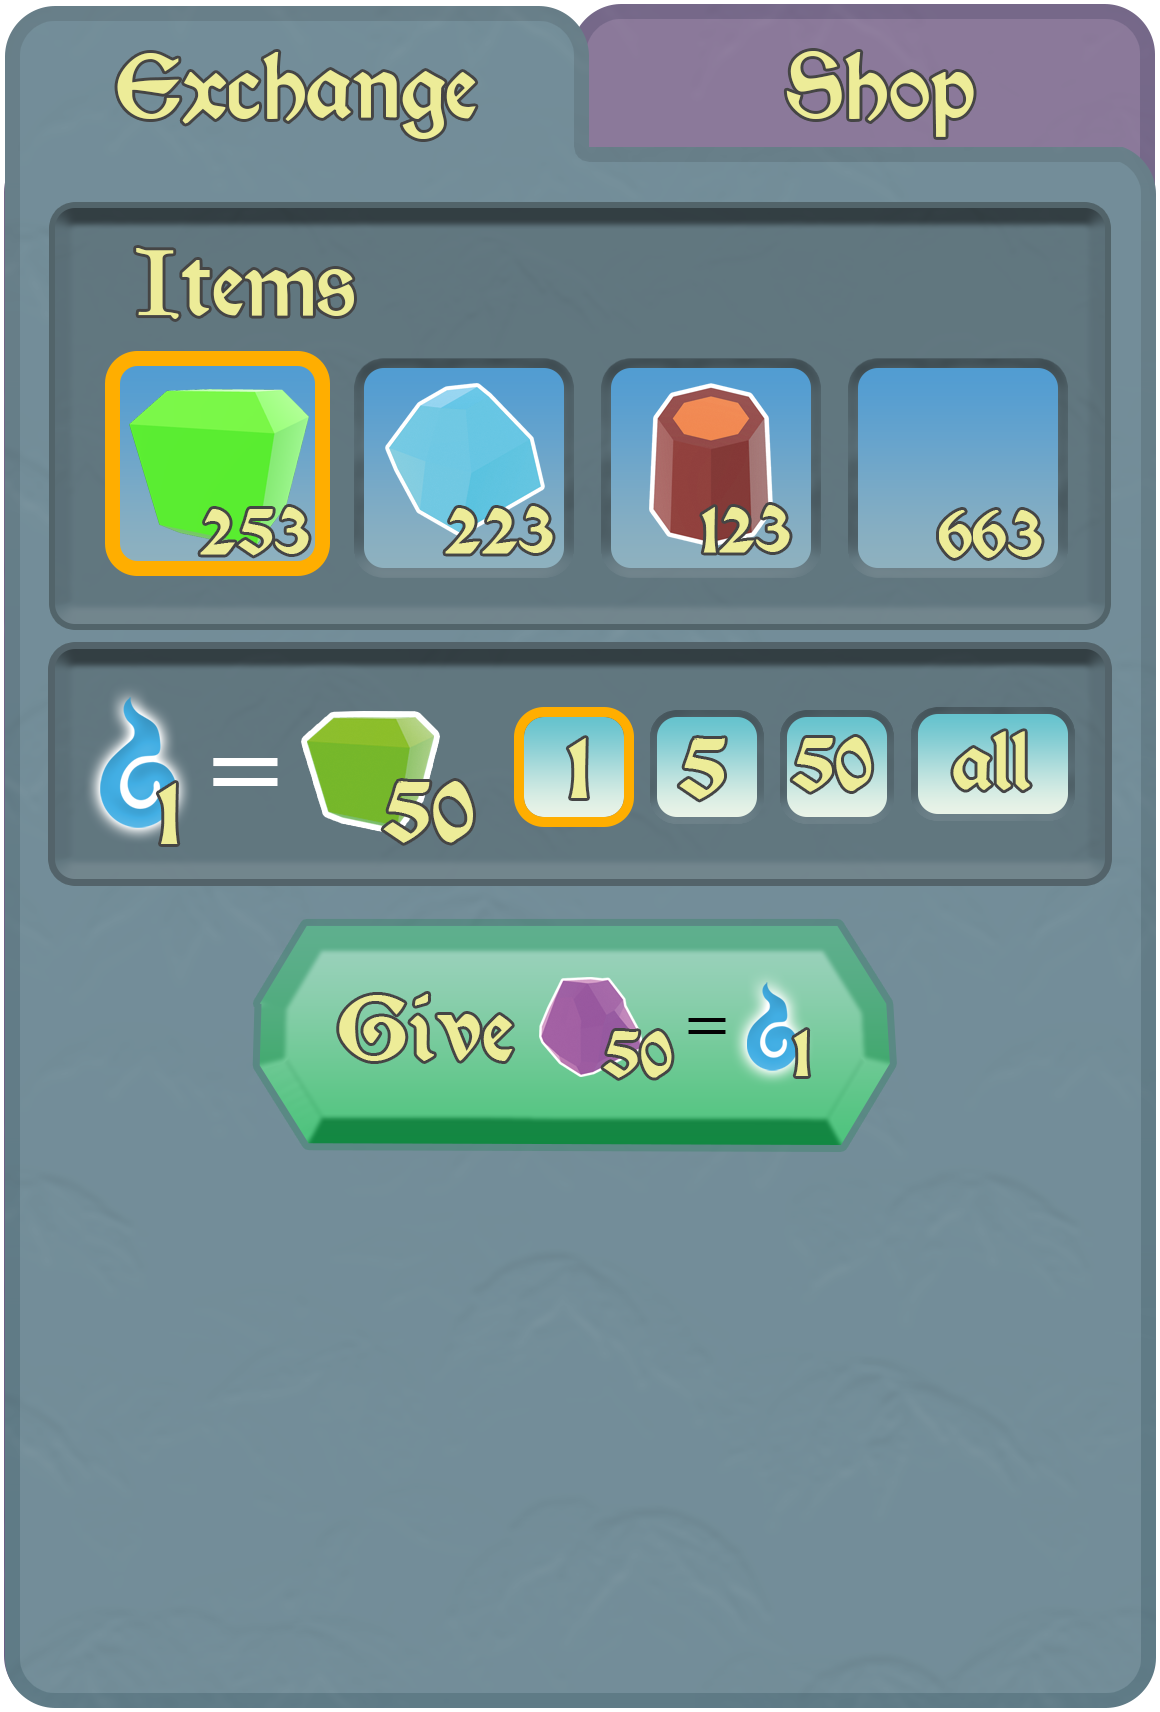 Exchange Shop
Items
253 223 123 663
1 = 50 1 5 50 all
Give 50 = 1